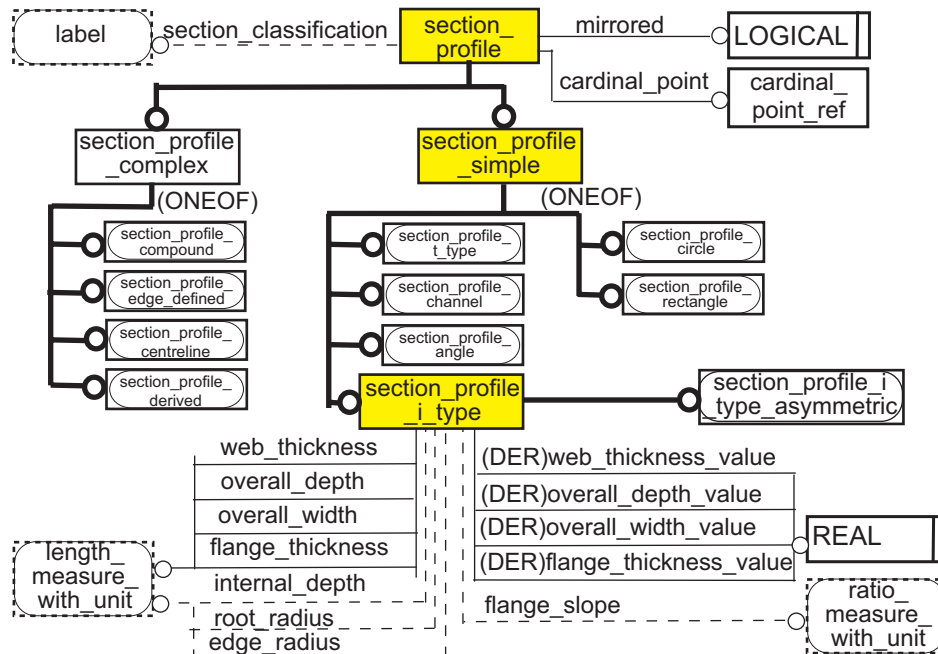 label
section_classification
section_
profile
mirrored
LOGICAL
cardinal_point
cardinal_
point_ref
section_profile
_complex
section_profile
_simple
(ONEOF)
(ONEOF)
section_profile_
compound
section_profile_
t_type
section_profile_
circle
section_profile_
edge_defined
section_profile_
channel
section_profile_
rectangle
section_profile_
centreline
section_profile_
angle
section_profile_
derived
section_profile
_i_type
section_profile_i
_type_asymmetric
web_thickness
(DER)web_thickness_value
overall_depth
(DER)overall_depth_value
overall_width
(DER)overall_width_value
REAL
flange_thickness
(DER)flange_thickness_value
length_
measure_
with_unit
internal_depth
flange_slope
ratio_
measure_
with_unit
root_radius
edge_radius